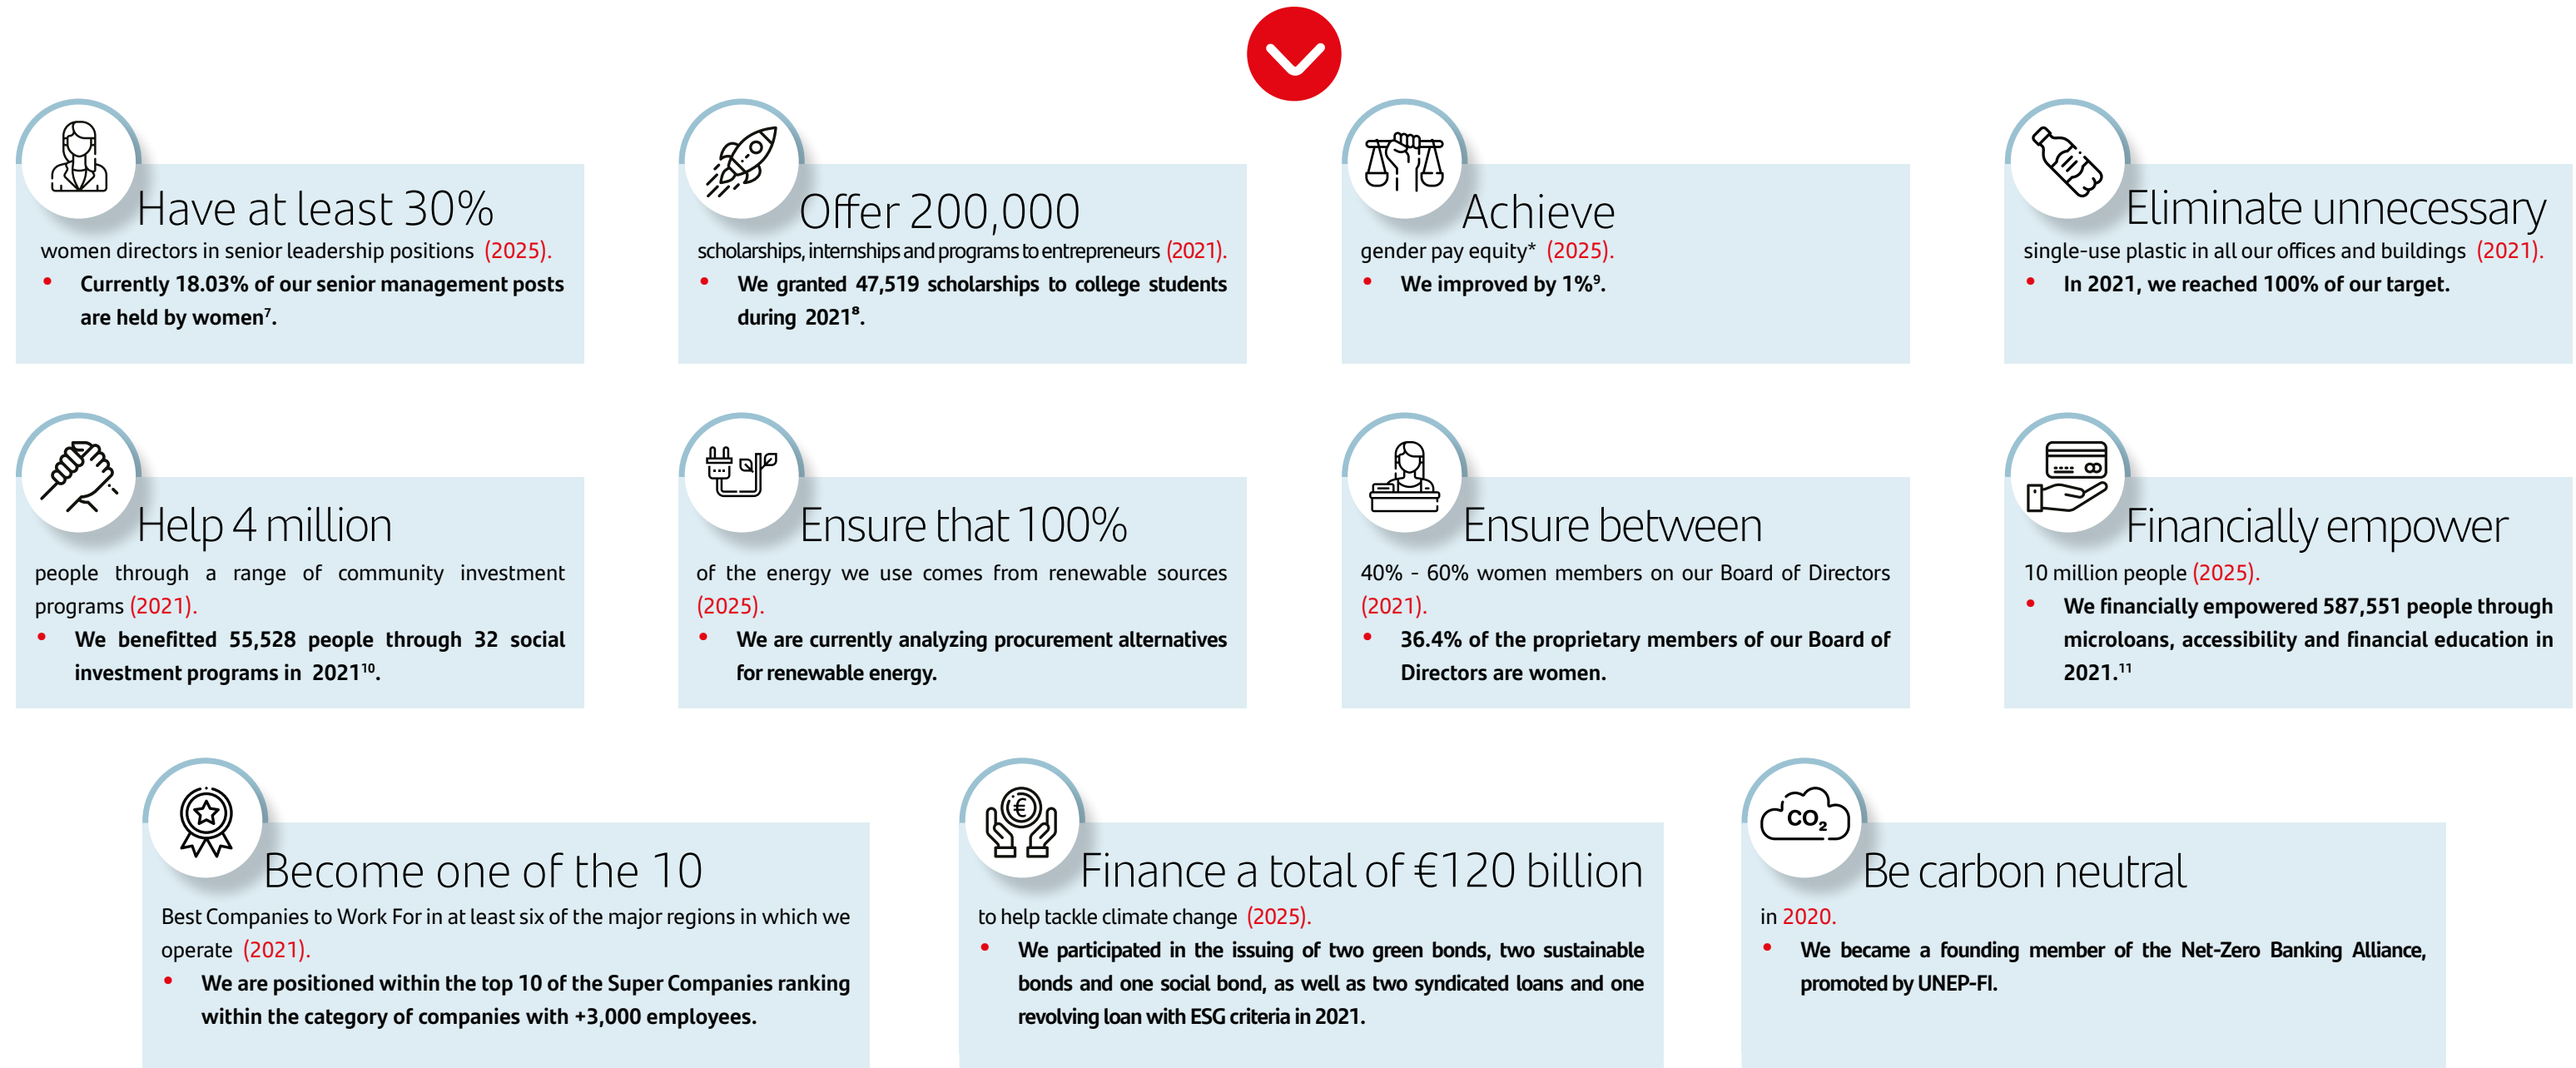 Have at least 30%
women directors in senior leadership positions (2025).
• Currently 18.03% of our senior management posts
are held by women⁷.
Offer 200,000
scholarships, internships and programs to entrepreneurs (2021).
• We granted 47,519 scholarships to college students
during 2021⁸.
Achieve
gender pay equity* (2025).
• We improved by 1%⁹.
Eliminate unnecessary
single-use plastic in all our offices and buildings (2021).
• In 2021, we reached 100% of our target.
Help 4 million
people through a range of community investment
programs (2021).
• We benefitted 55,528 people through 32 social
investment programs in 2021¹⁰.
Ensure that 100%
of the energy we use comes from renewable sources
(2025).
• We are currently analyzing procurement alternatives
for renewable energy.
Ensure between
40% - 60% women members on our Board of Directors
(2021).
• 36.4% of the proprietary members of our Board of
Directors are women.
Financially empower
10 million people (2025).
• We financially empowered 587,551 people through
microloans, accessibility and financial education in
2021.¹¹
Become one of the 10
Best Companies to Work For in at least six of the major regions in which we
operate (2021).
• We are positioned within the top 10 of the Super Companies ranking
within the category of companies with +3,000 employees.
€
Finance a total of €120 billion
to help tackle climate change (2025).
• We participated in the issuing of two green bonds, two sustainable
bonds and one social bond, as well as two syndicated loans and one
revolving loan with ESG criteria in 2021.
CO₂
Be carbon neutral
in 2020.
• We became a founding member of the Net-Zero Banking Alliance,
promoted by UNEP-FI.